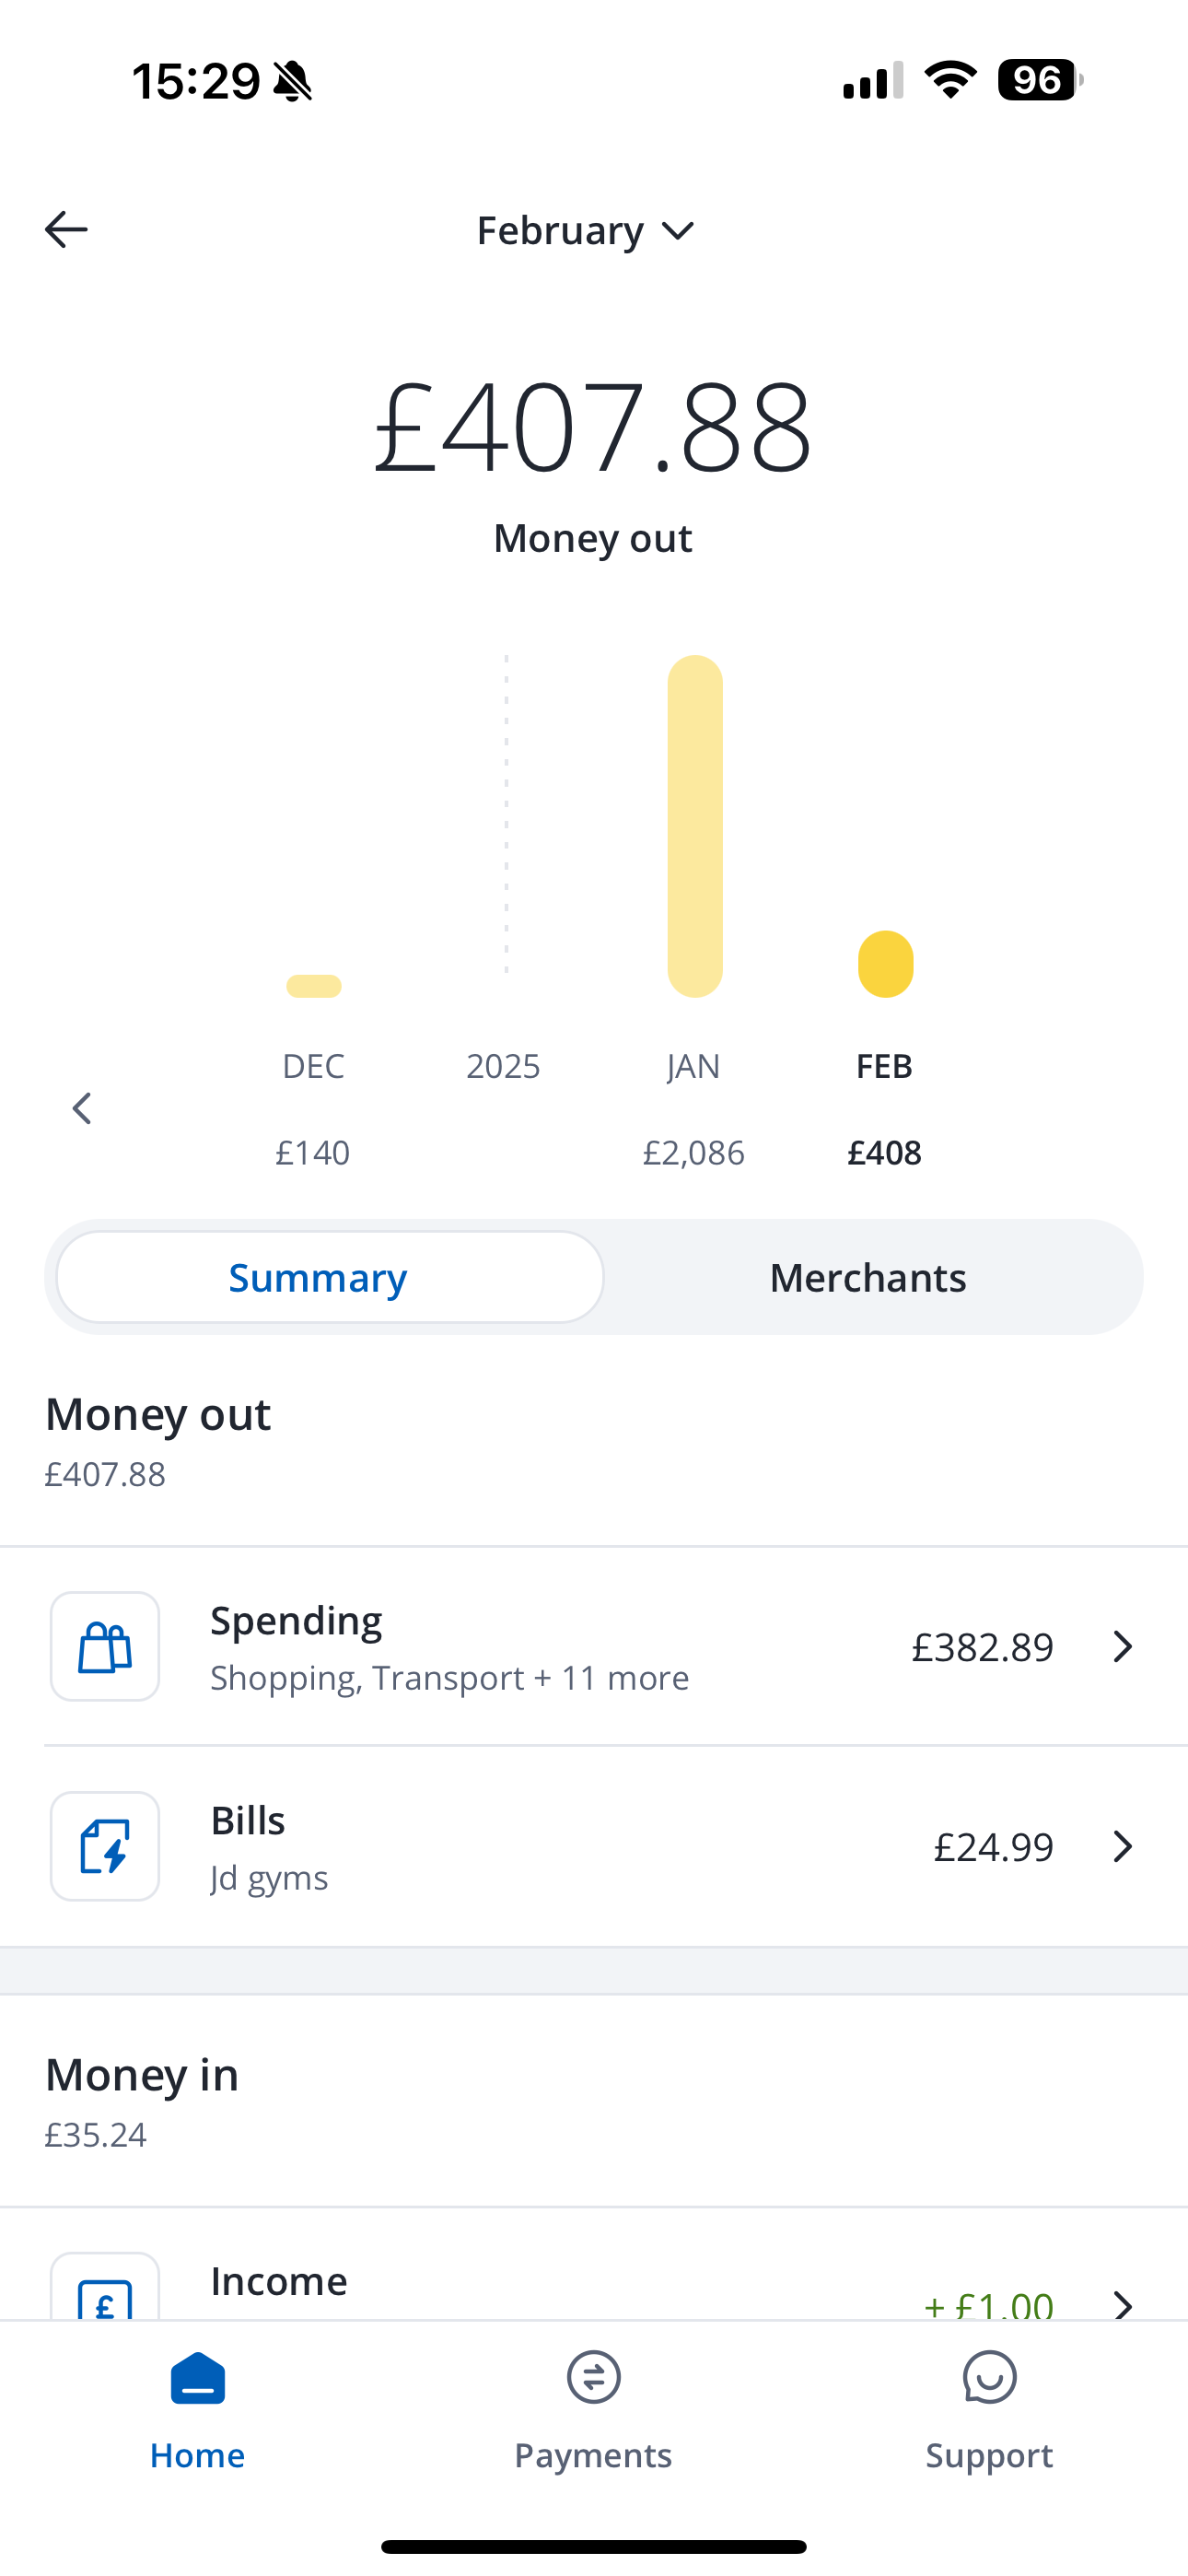 15:29
96
February
£407.88
Money out
DEC 2025 JAN FEB
£140 £2,086 £408
Summary Merchants
Money out
£407.88
Spending
Shopping, Transport + 11 more
£382.89
Bills
Jd gyms
£24.99
Money in
£35.24
Income
+ £1.00
£
Home Payments Support